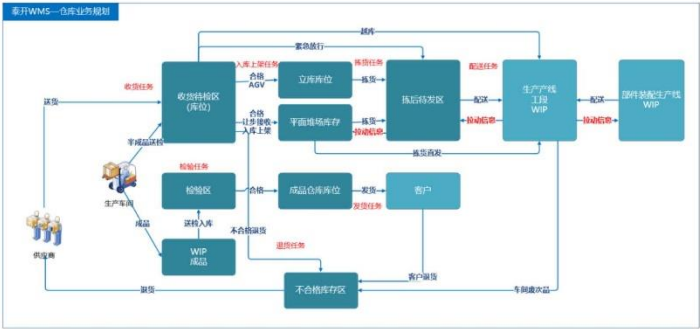 泰开WMS—仓库业务规划
越库
紧急放行
收货任务
入库上架任务
拣货任务
配送任务
送货
收货待检区
(库位)
合格
AGV
立库库位
拣货
拣后待发区
配送
拉动信息
生产产线
工段
WIP
配送
拉动信息
部件装配生产线
WIP
合格
让步接收
入库上架
平面堆场库存
拣货
拉动信息
半成品送检
拣货直发
检验任务
生产车间
检验区
合格
成品仓库库位
发货
发货任务
客户
成品
送检入库
不合格退货
退货任务
WIP
成品
供应商
客户退货
退货
不合格库存区
车间废次品